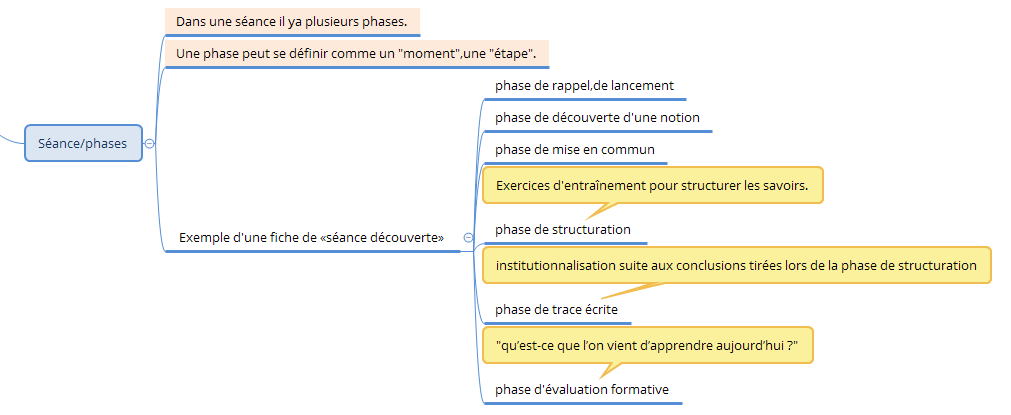 Dans une séance il ya plusieurs phases.
Une phase peut se définir comme un "moment",une "étape".
Séance/phases
Exemple d'une fiche de «séance découverte»
phase de rappel,de lancement
phase de découverte d'une notion
phase de mise en commun
Exercices d'entraînement pour structurer les savoirs.
phase de structuration
institutionnalisation suite aux conclusions tirées lors de la phase de structuration
phase de trace écrite
"qu’est-ce que l’on vient d’apprendre aujourd’hui ?"
phase d'évaluation formative